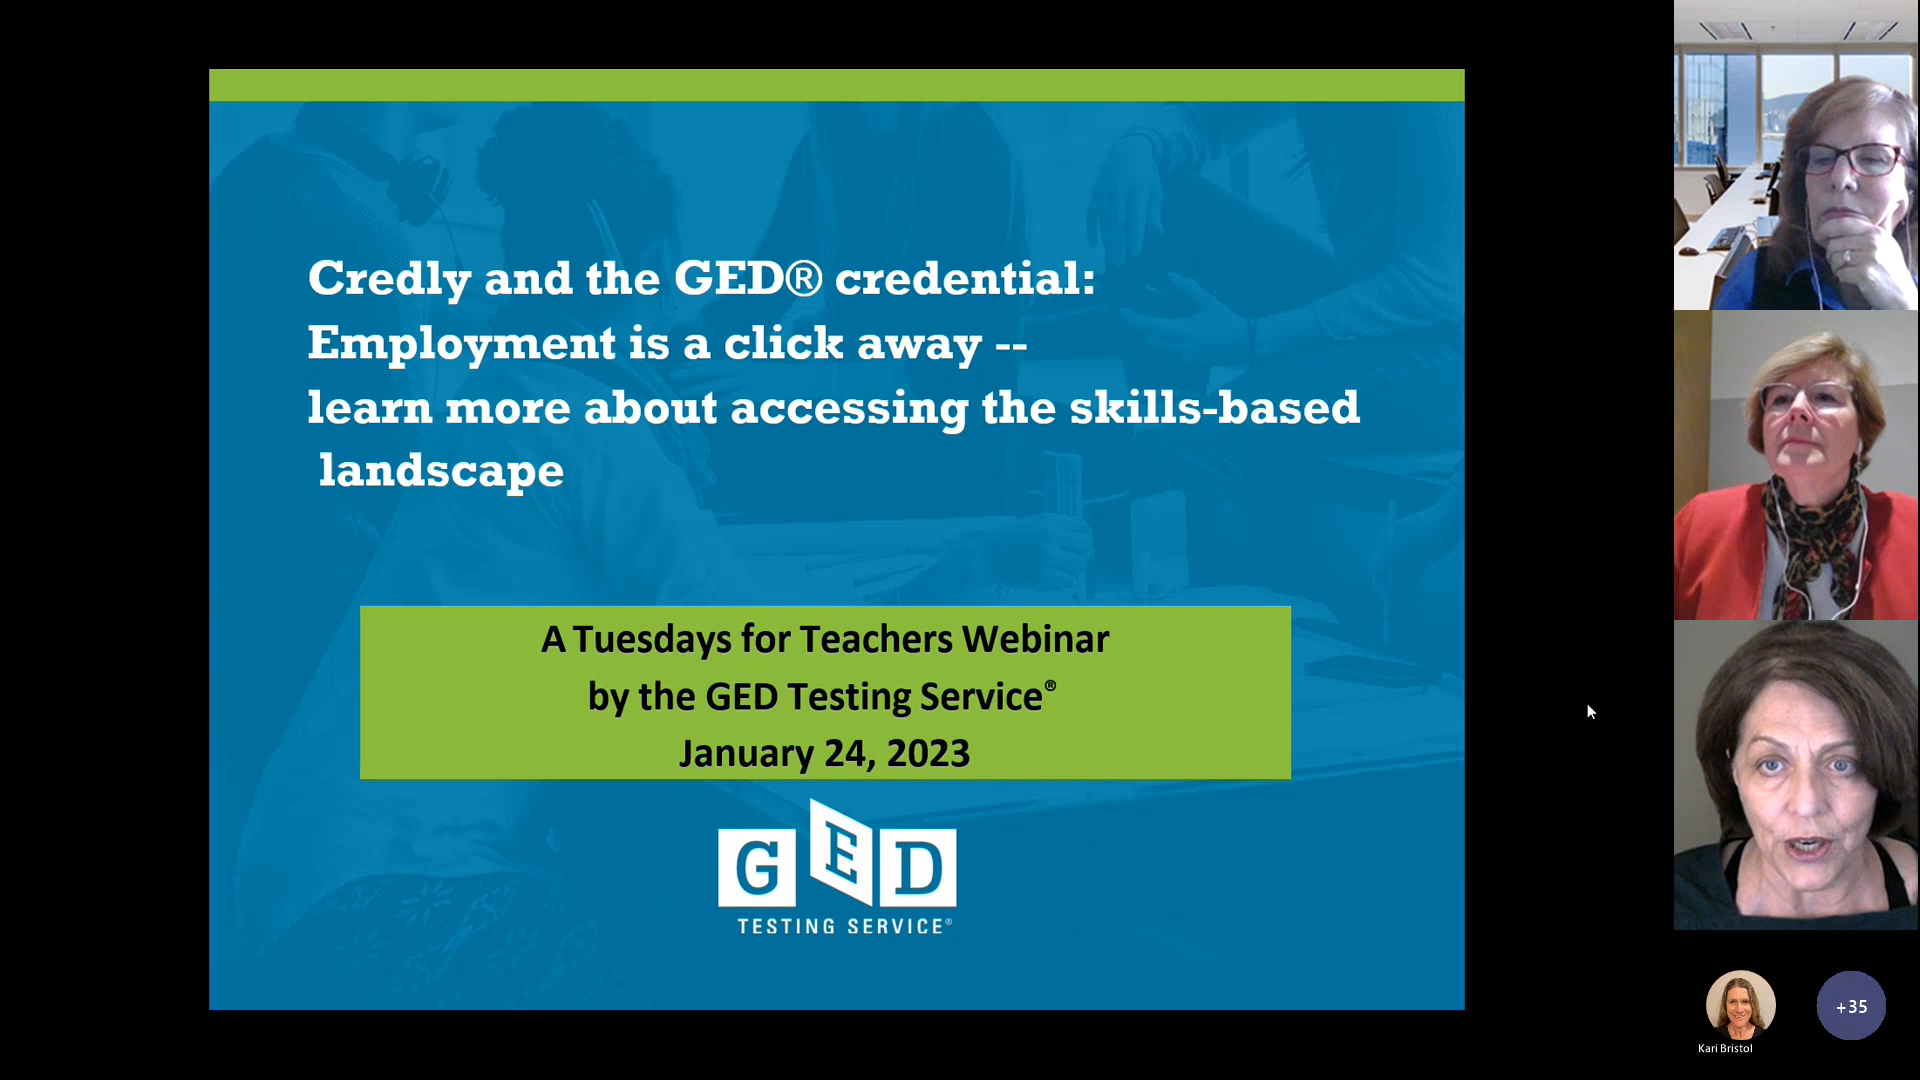 Credly and the GED® credential:
Employment is a click away --
learn more about accessing the skills-based
landscape
A Tuesdays for Teachers Webinar
by the GED Testing Service®
January 24, 2023
GED
TESTING SERVICE®
Kari Bristol
+35